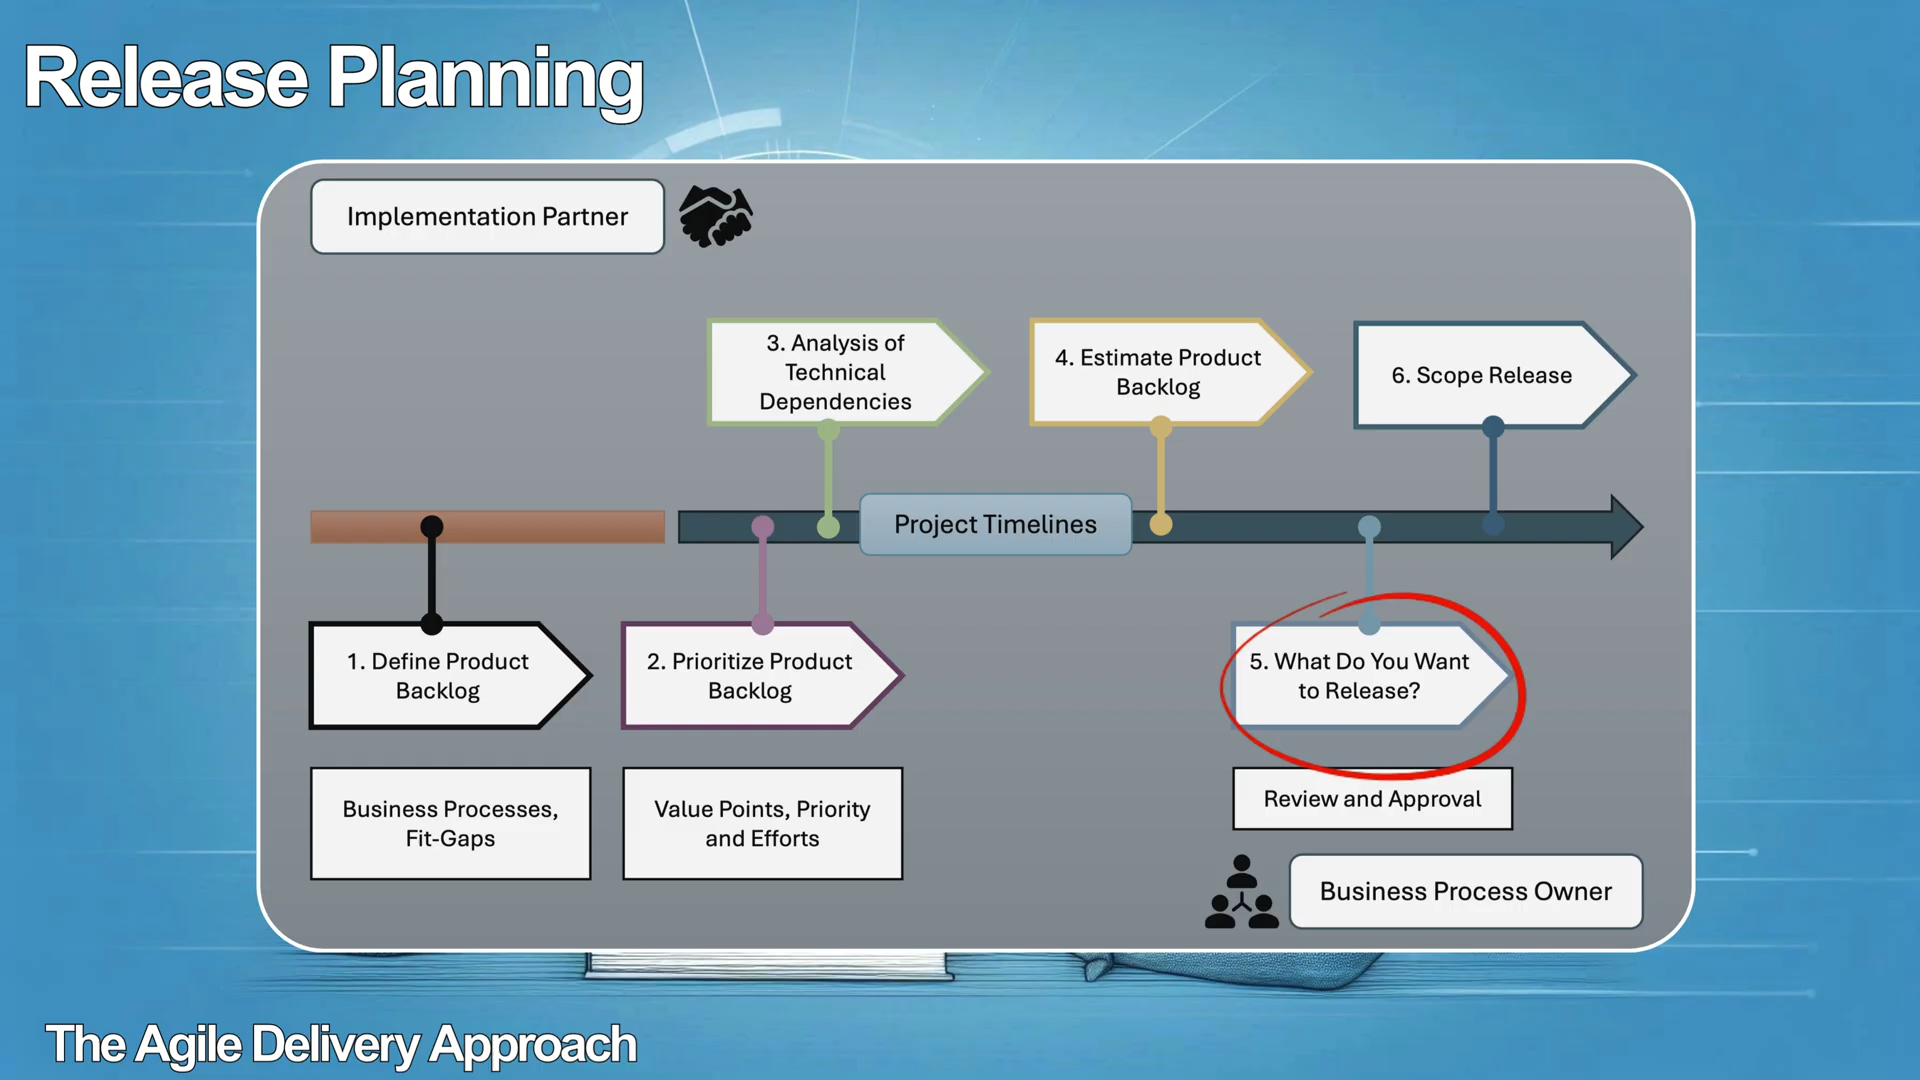 Release Planning
Implementation Partner
3. Analysis of
Technical
Dependencies
4. Estimate Product
Backlog
6. Scope Release
Project Timelines
1. Define Product
Backlog
2. Prioritize Product
Backlog
5. What Do You Want
to Release?
Business Processes,
Fit-Gaps
Value Points, Priority
and Efforts
Review and Approval
Business Process Owner
The Agile Delivery Approach